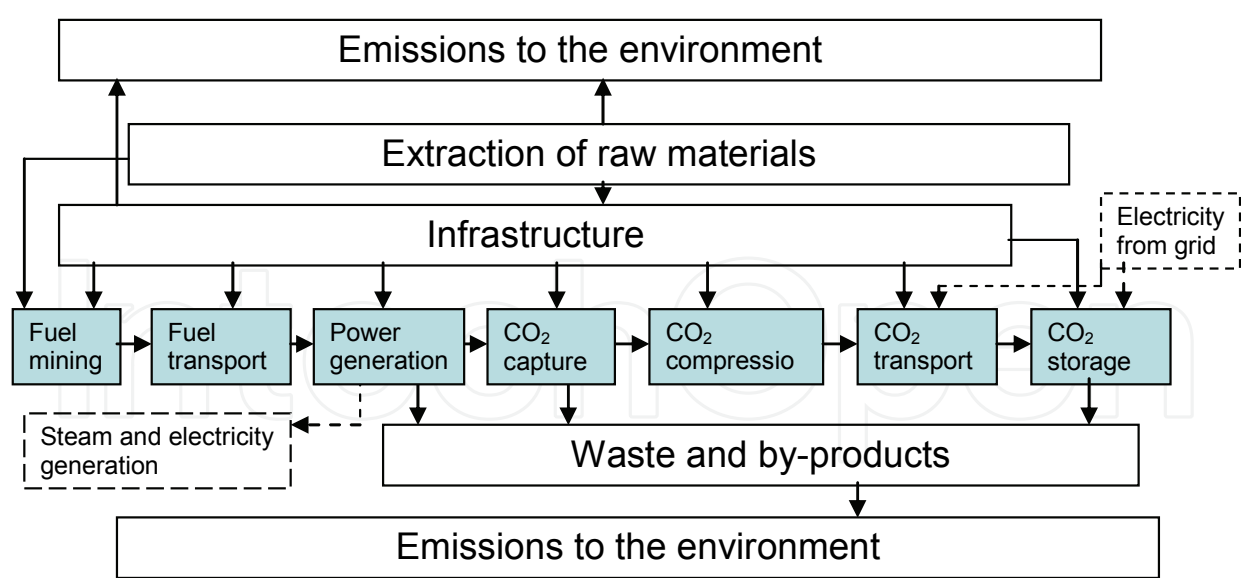 Emissions to the environment
Extraction of raw materials
Infrastructure
Electricity
from grid
Fuel
mining
Fuel
transport
Power
generation
CO₂
capture
CO₂
compressio
CO₂
transport
CO₂
storage
Steam and electricity
generation
Waste and by-products
Emissions to the environment
IntechOpen